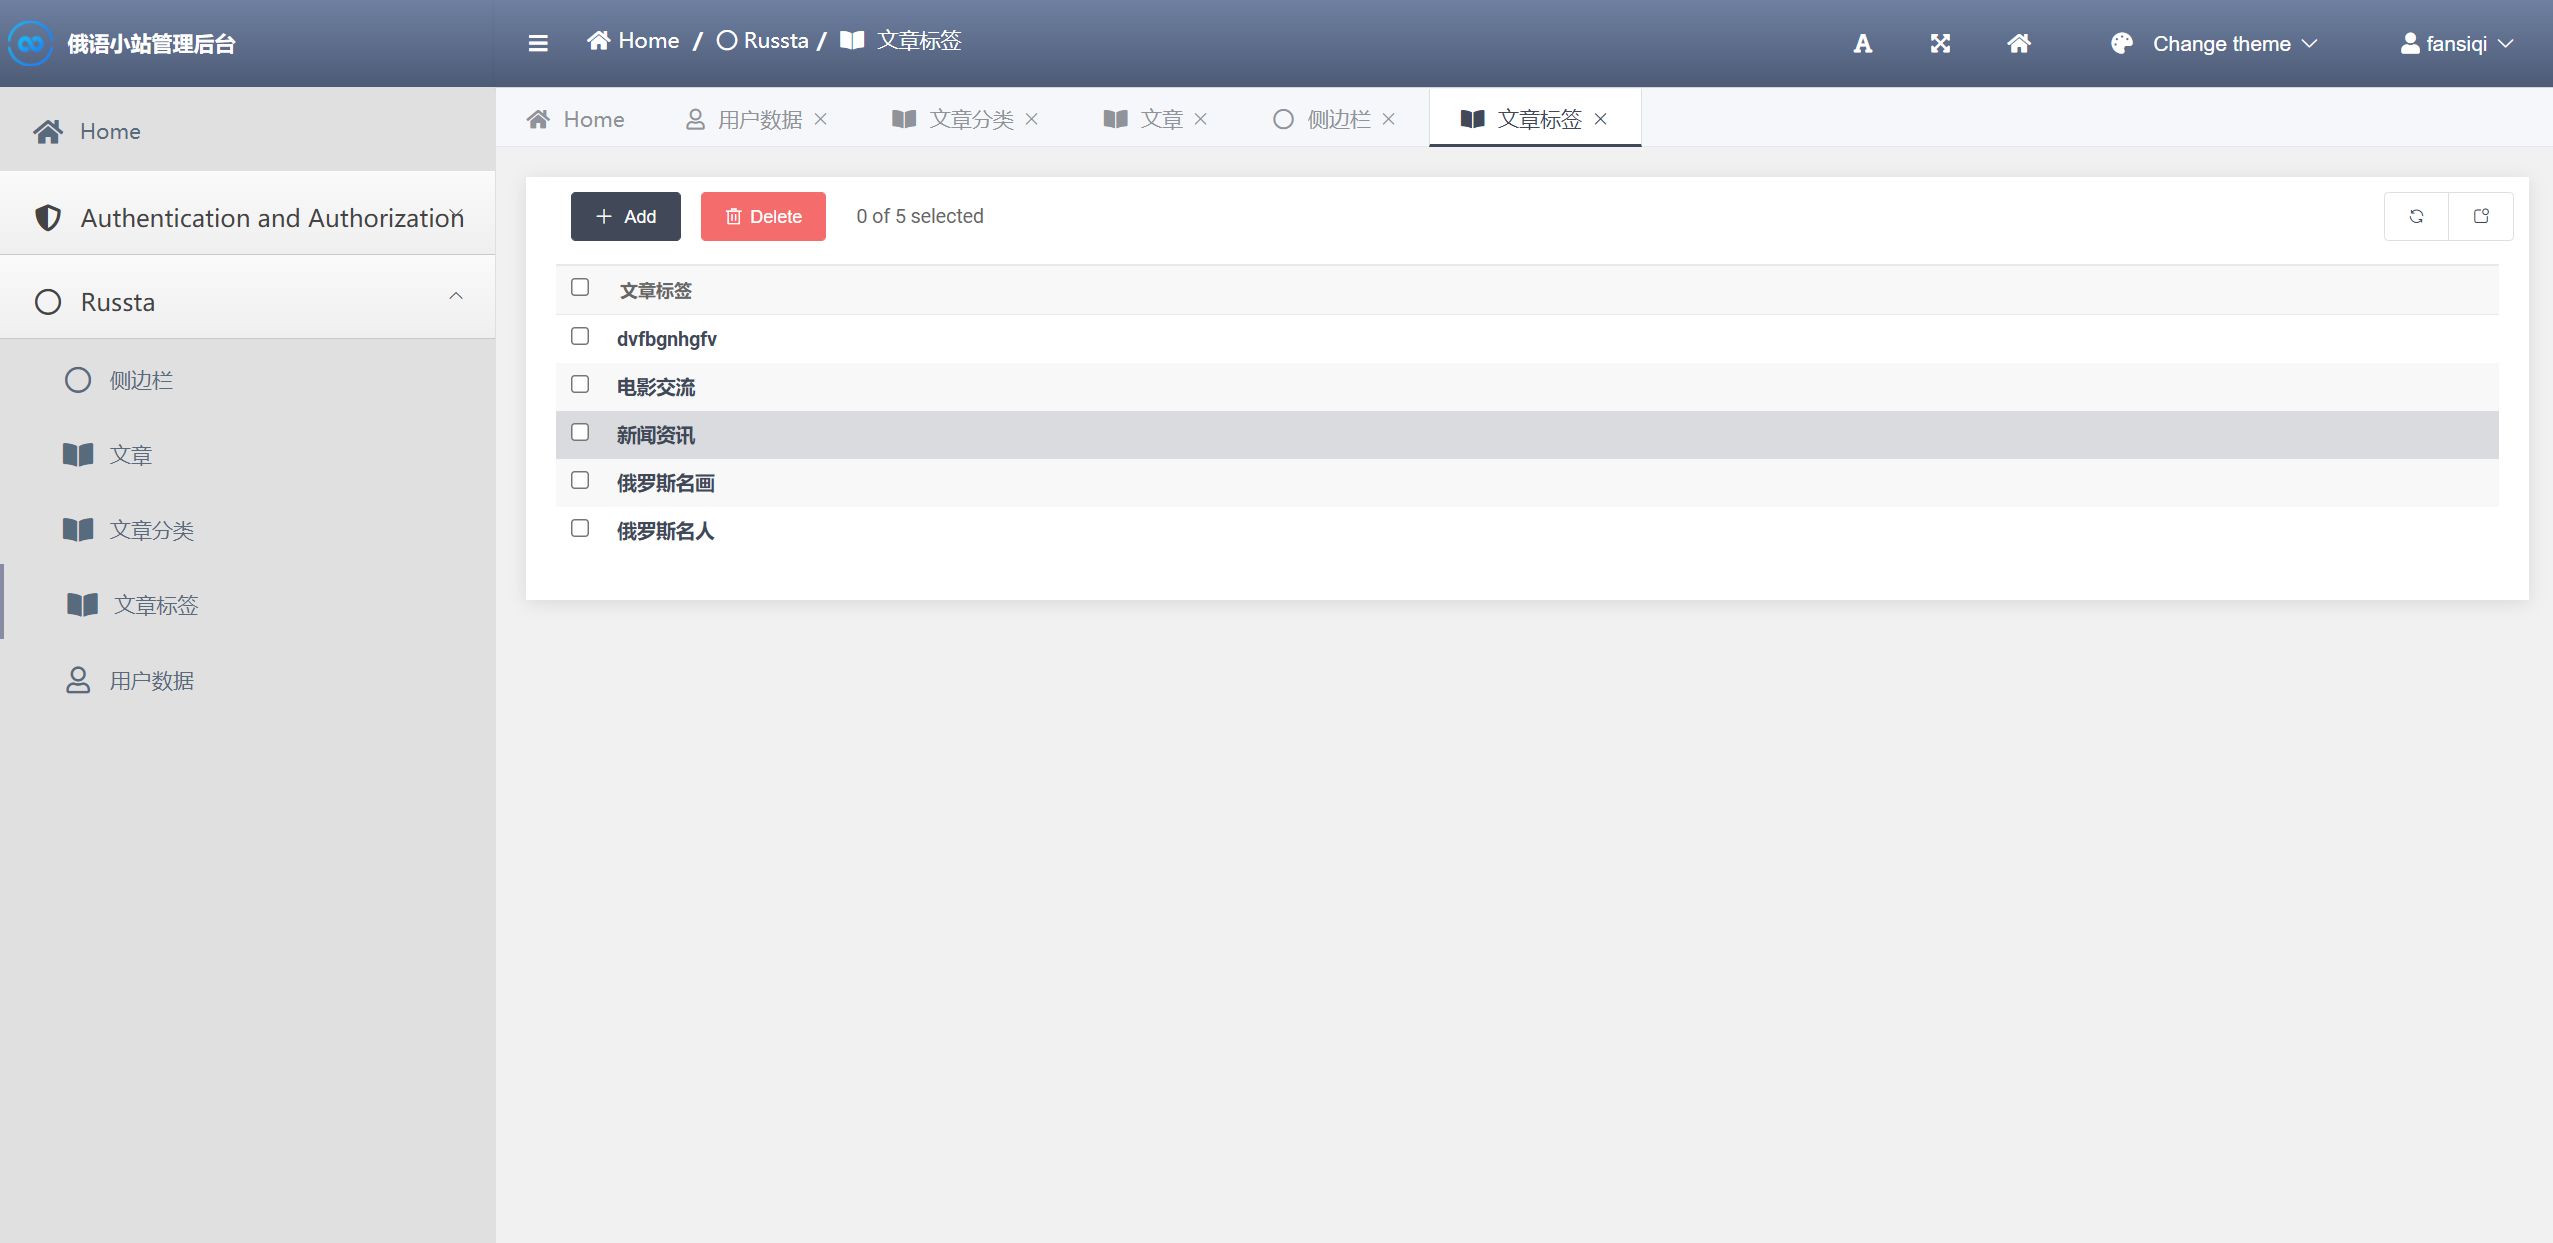 俄语小站管理后台
Home / Russta / 文章标签
A
Change theme
fansiqi
Home
Authentication and Authorization
Russta
侧边栏
文章
文章分类
文章标签
用户数据
Home
用户数据
文章分类
文章
侧边栏
文章标签
Add
Delete
0 of 5 selected
文章标签
dvfbgnhgfv
电影交流
新闻资讯
俄罗斯名画
俄罗斯名人